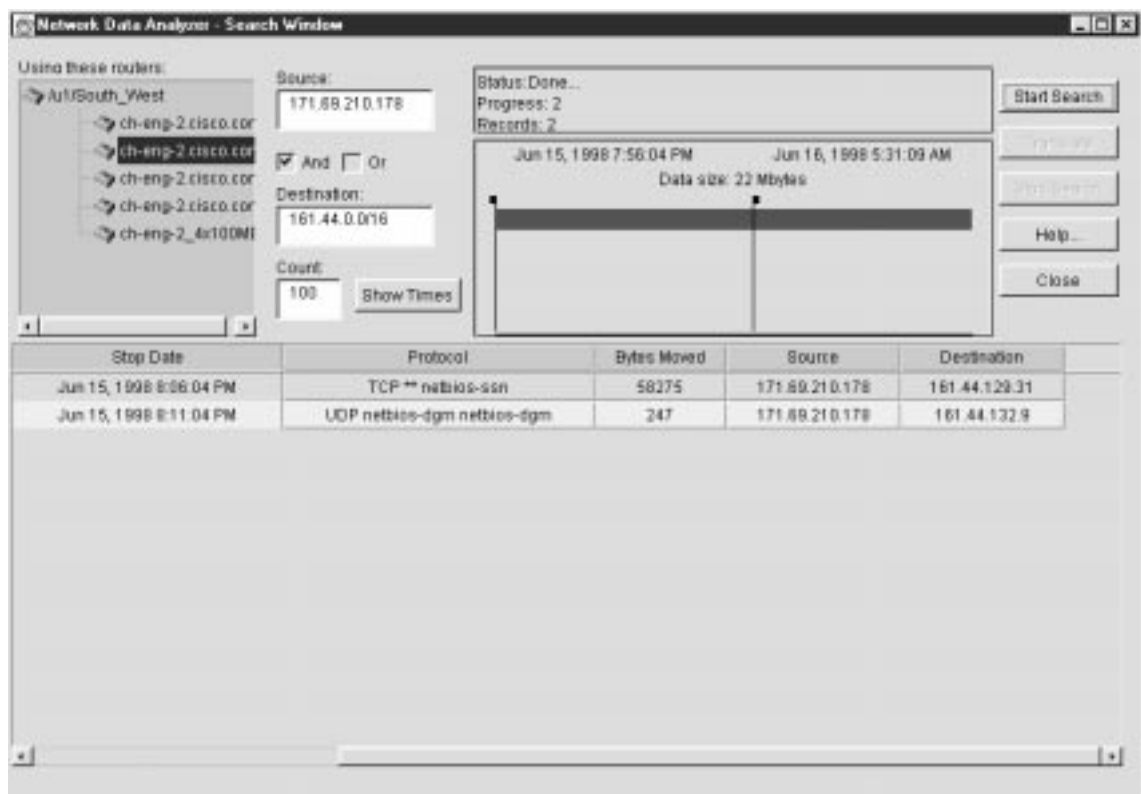 Network Data Analyzer - Search Window
Using these routers:
/u1/South_West
ch-eng-2.cisco.cor
ch-eng-2.cisco.cor
ch-eng-2.cisco.cor
ch-eng-2.cisco.cor
ch-eng-2_4x100ME
Source:
171.69.210.178
And Or
Destination:
161.44.0.0/16
Count:
100
Show Times
Status:Done...
Progress: 2
Records: 2
Jun 15, 1998 7:56:04 PM Jun 16, 1998 5:31:09 AM
Data size: 22 Mbytes
Start Search
Stop Search
Help...
Close
Stop Date Protocol Bytes Moved Source Destination
Jun 15, 1998 8:06:04 PM TCP ** netbios-ssn 58275 171.69.210.178 161.44.129.31
Jun 15, 1998 8:11:04 PM UDP netbios-dgm netbios-dgm 247 171.69.210.178 161.44.132.9